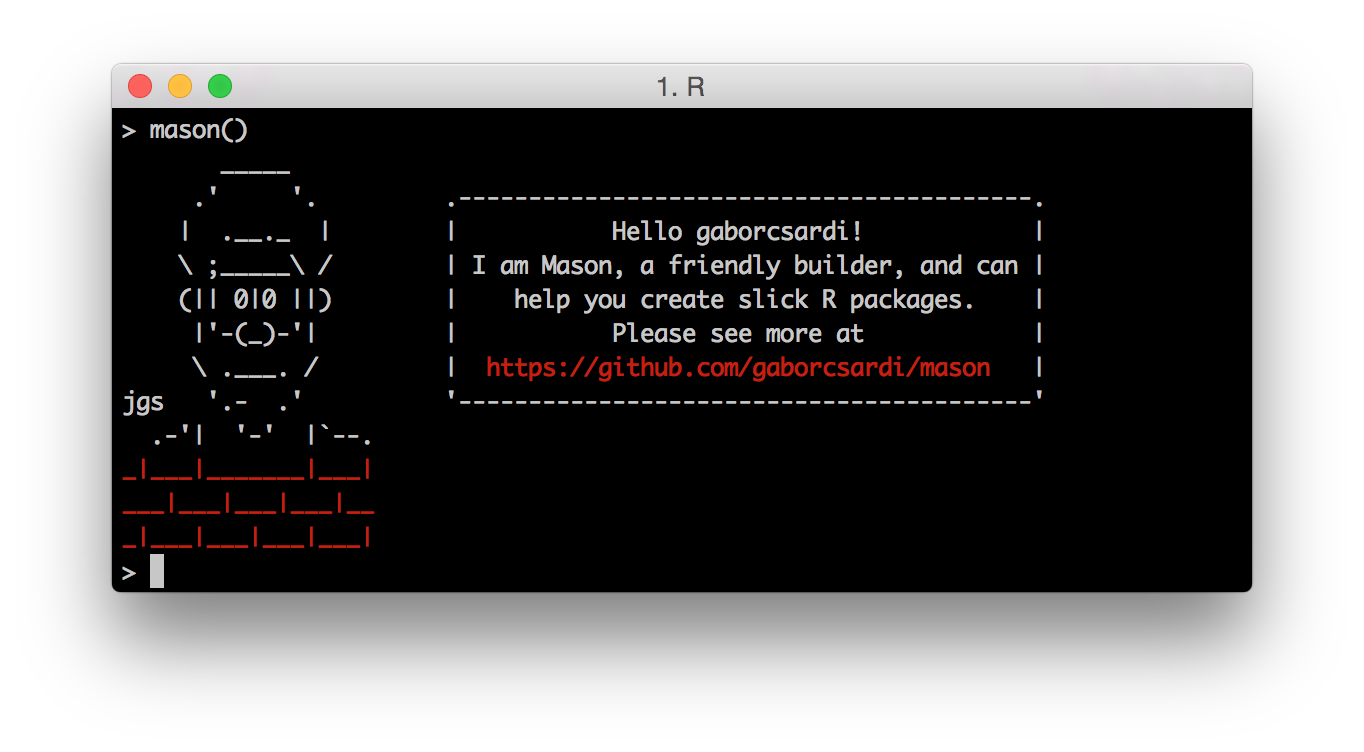 1. R
> mason()
Hello gaborcsardi!
I am Mason, a friendly builder, and can
help you create slick R packages.
Please see more at
https://github.com/gaborcsardi/mason
jgs
>